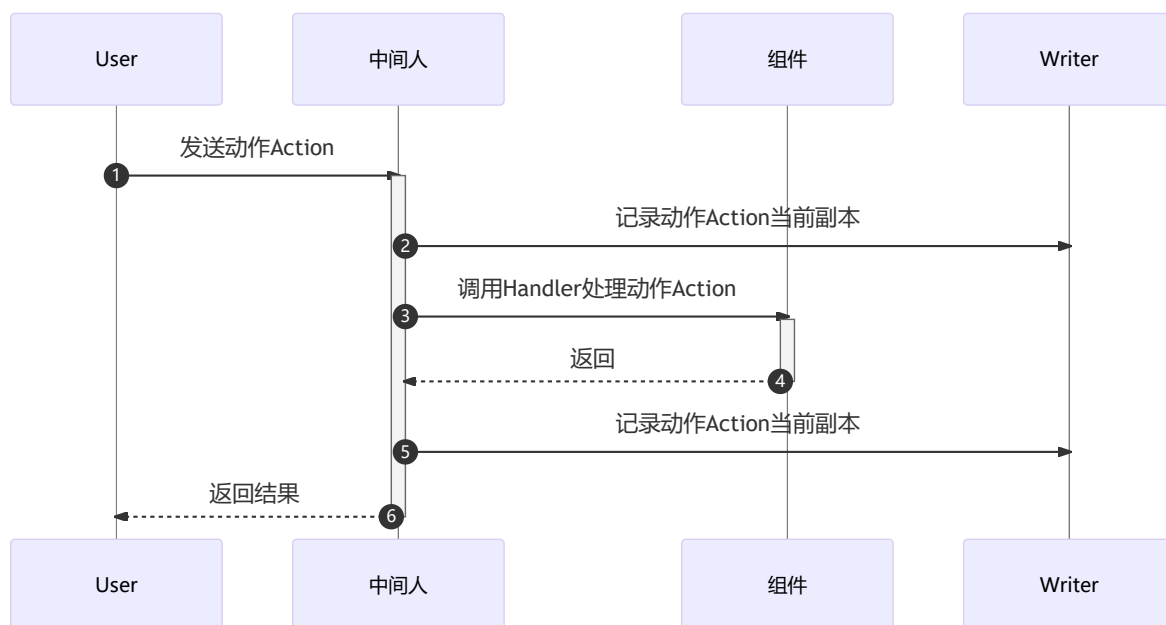 User
中间人
组件
Writer
发送动作Action
1
记录动作Action当前副本
2
调用Handler处理动作Action
3
返回
4
记录动作Action当前副本
5
返回结果
6
User
中间人
组件
Writer